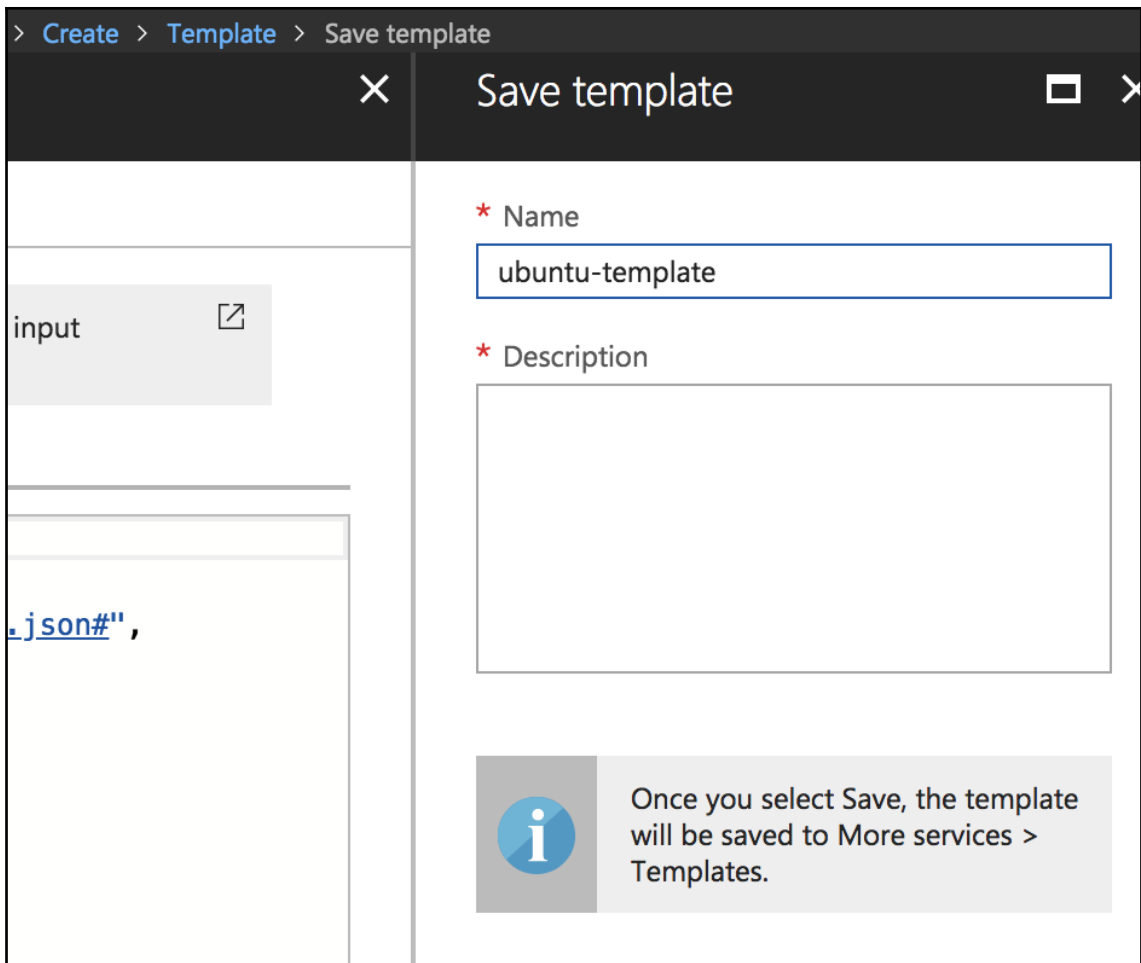 > Create > Template > Save template
Save template
* Name
ubuntu-template
input
* Description
.json#",
Once you select Save, the template
will be saved to More services >
Templates.